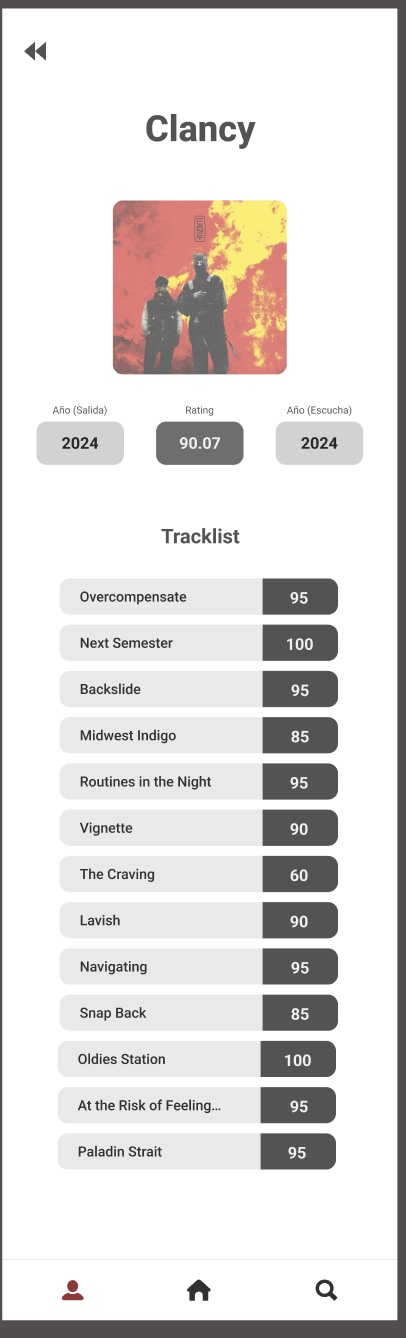 Clancy
Año (Salida) Rating Año (Escucha)
2024 90.07 2024
Tracklist
Overcompensate 95
Next Semester 100
Backslide 95
Midwest Indigo 85
Routines in the Night 95
Vignette 90
The Craving 60
Lavish 90
Navigating 95
Snap Back 85
Oldies Station 100
At the Risk of Feeling... 95
Paladin Strait 95